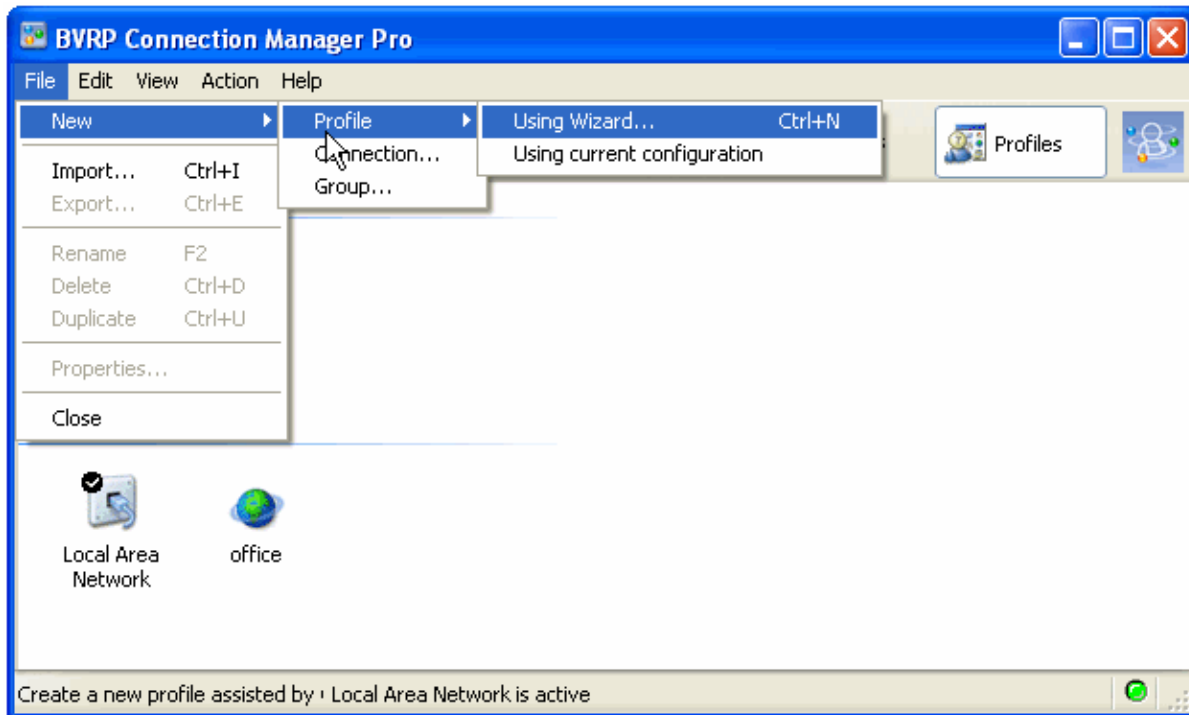 BVRP Connection Manager Pro
File Edit View Action Help
New Profile Using Wizard... Ctrl+N
Connection... Using current configuration
Group...
Profiles
Import... Ctrl+I
Export... Ctrl+E
Rename F2
Delete Ctrl+D
Duplicate Ctrl+U
Properties...
Close
Local Area
Network
office
Create a new profile assisted by Local Area Network is active